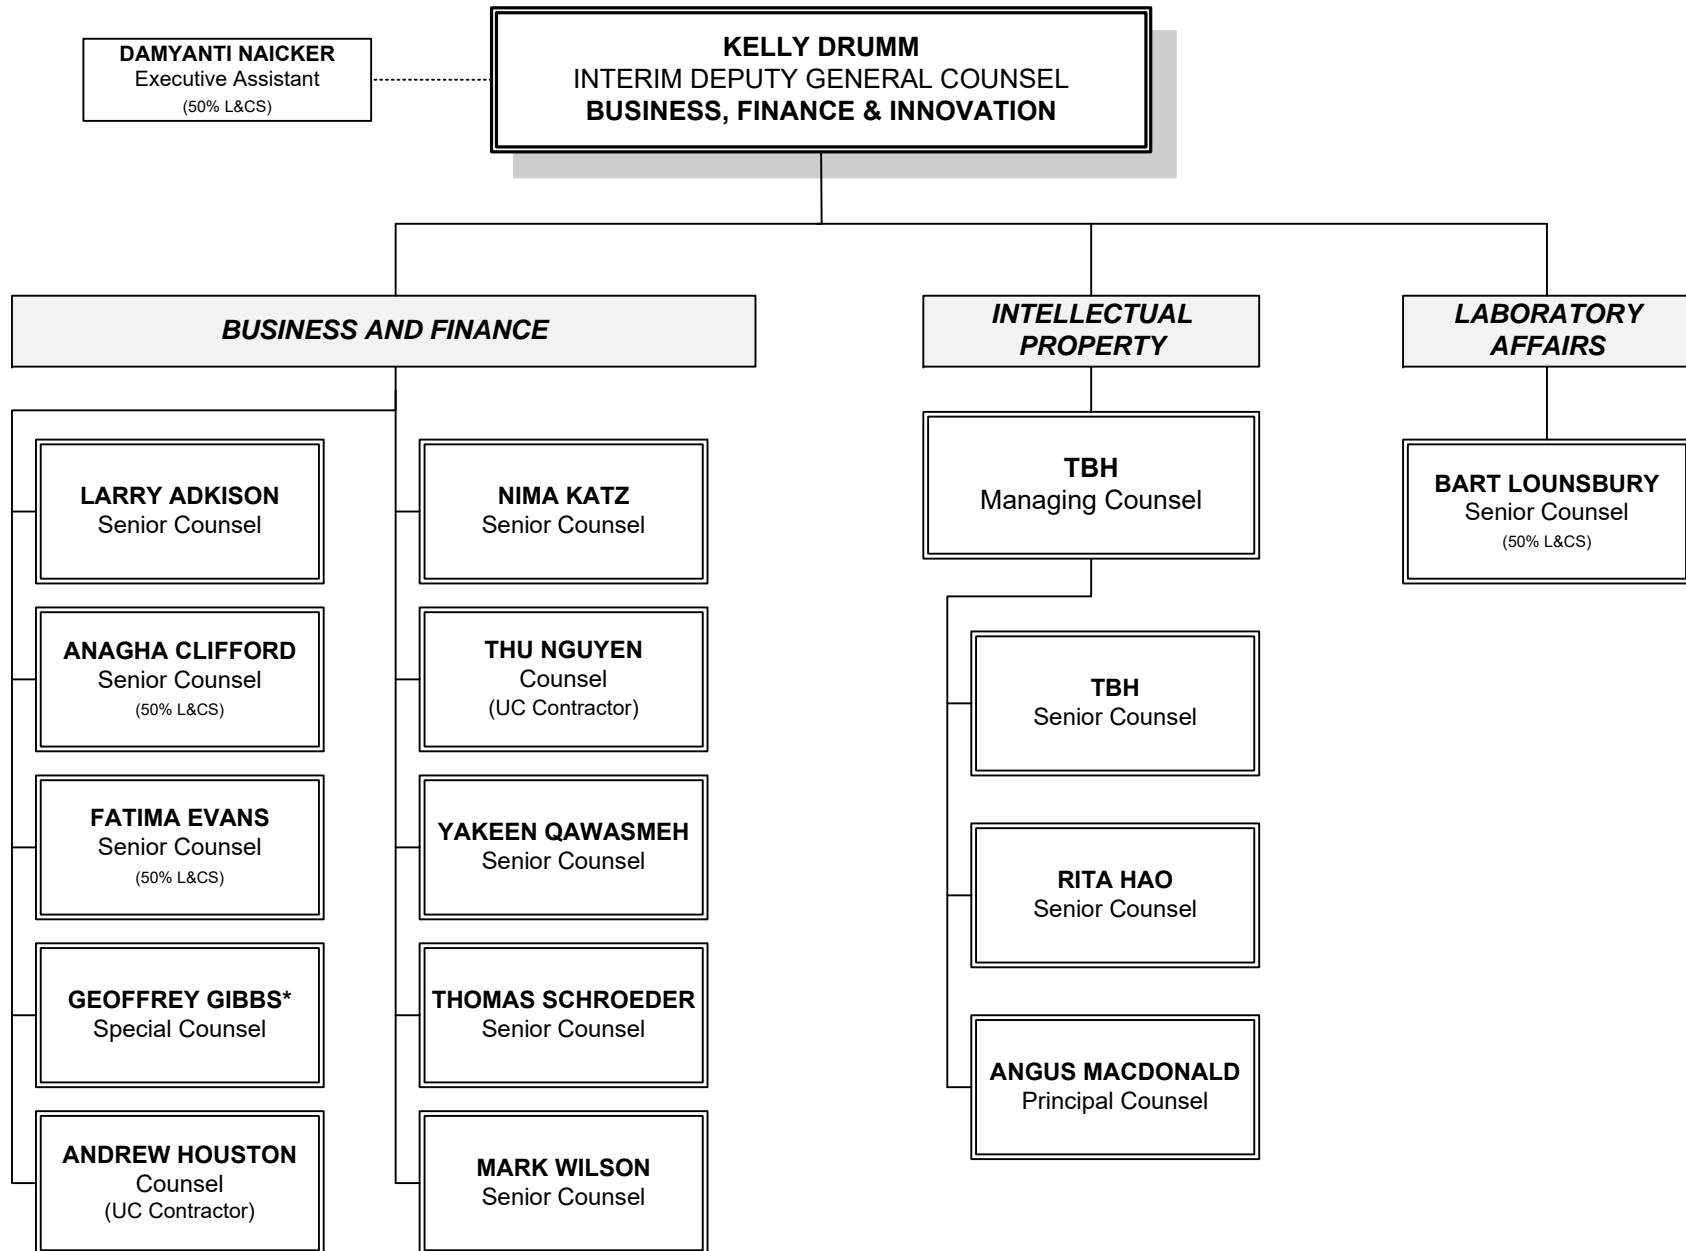 DAMYANTI NAICKER
Executive Assistant
(50% L&CS)
KELLY DRUMM
INTERIM DEPUTY GENERAL COUNSEL
BUSINESS, FINANCE & INNOVATION
BUSINESS AND FINANCE
LARRY ADKISON
Senior Counsel
ANAGHA CLIFFORD
Senior Counsel
(50% L&CS)
FATIMA EVANS
Senior Counsel
(50% L&CS)
GEOFFREY GIBBS*
Special Counsel
ANDREW HOUSTON
Counsel
(UC Contractor)
NIMA KATZ
Senior Counsel
THU NGUYEN
Counsel
(UC Contractor)
YAKEEN QAWASMEH
Senior Counsel
THOMAS SCHROEDER
Senior Counsel
MARK WILSON
Senior Counsel
INTELLECTUAL
PROPERTY
TBH
Managing Counsel
TBH
Senior Counsel
RITA HAO
Senior Counsel
ANGUS MACDONALD
Principal Counsel
LABORATORY
AFFAIRS
BART LOUNSBURY
Senior Counsel
(50% L&CS)